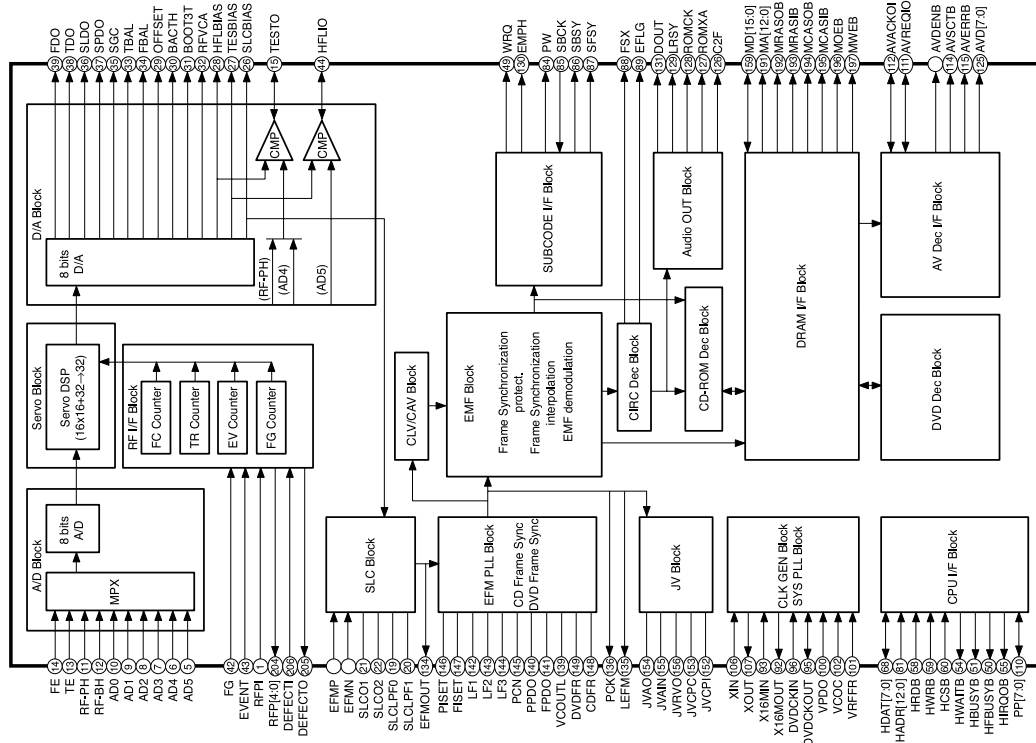 FDO 39
TDO 38
SLDO 36
SPDO 37
SGC 35
TBAL 33
FBAL 34
OFFSET 29
BACTH 30
BOOT3T 31
RFVCA 32
HFLBIAS 28
TESBIAS 27
SLCBIAS 26
TESTO 15
HFLIO 44
WRQ 49
EMPH 130
PW 84
SBCK 85
SBSY 66
SFSY 87
FSX 88
EFLG 89
DOUT 131
LRSY 129
ROMCK 128
ROMXA 127
C2F 126
MD[15:0] 159
MA[12:0] 191
MRASOB 192
MRASIB 193
MCASOB 194
MCASIB 195
MOEB 196
MWEB 197
AVACKOI 112
AVREQIO 111
AVDENB
AVSCTB 114
AVERRB 115
AVD[7:0] 125
D/A Block
8 bits
D/A
CMP
CMP
(RF-PH)
(AD4)
(AD5)
Servo Block
Servo DSP
(16x16+32→32)
RF I/F Block
FC Counter
TR Counter
EV Counter
FG Counter
A/D Block
8 bits
A/D
MPX
SUBCODE I/F Block
Audio OUT Block
DRAM I/F Block
AV Dec I/F Block
CLV/CAV Block
EMF Block
Frame Synchronization
protect.
Frame Synchronization
interpolation
EMF demodulation
CIRC Dec Block
CD-ROM Dec Block
DVD Dec Block
SLC Block
EFM PLL Block
CD Frame Sync
DVD Frame Sync
JV Block
CLK GEN Block
SYS PLL Block
CPU I/F Block
FE 14
TE 13
RF-PH 11
RF-BH 12
AD0 10
AD1 9
AD2 8
AD3 7
AD4 6
AD5 5
FG 42
EVENT 43
RFPI 1
RFPI[4:0] 204
DEFECTI 206
DEFECTO 205
EFMP
EFMN
SLCO1 21
SLCO2 22
SLCLPF0 19
SLCLPF1 20
EFMOUT 134
PISET 146
FISET 147
LF1 142
LF2 143
LF3 144
PCN 145
PPDO 140
FPDO 141
VCOUTL 139
DVDFR 149
CDFR 148
PCK 136
LEFM 135
JVAO 154
JVAIN 155
JVRVO 156
JVCPO 153
JVCPI 152
XIN 106
XOUT 107
X16MIN 93
X16MOUT 92
DVDCKIN 96
DVDCKOUT 95
VPDO 100
VCOC 102
VRFFR 101
HDAT[7:0] 68
HADR[12:0] 81
HRDB 58
HWRB 59
HCSB 60
HWAITB 54
HBUSYB 51
HFBUSYB 50
HIRQOB 55
PP[7:0] 110